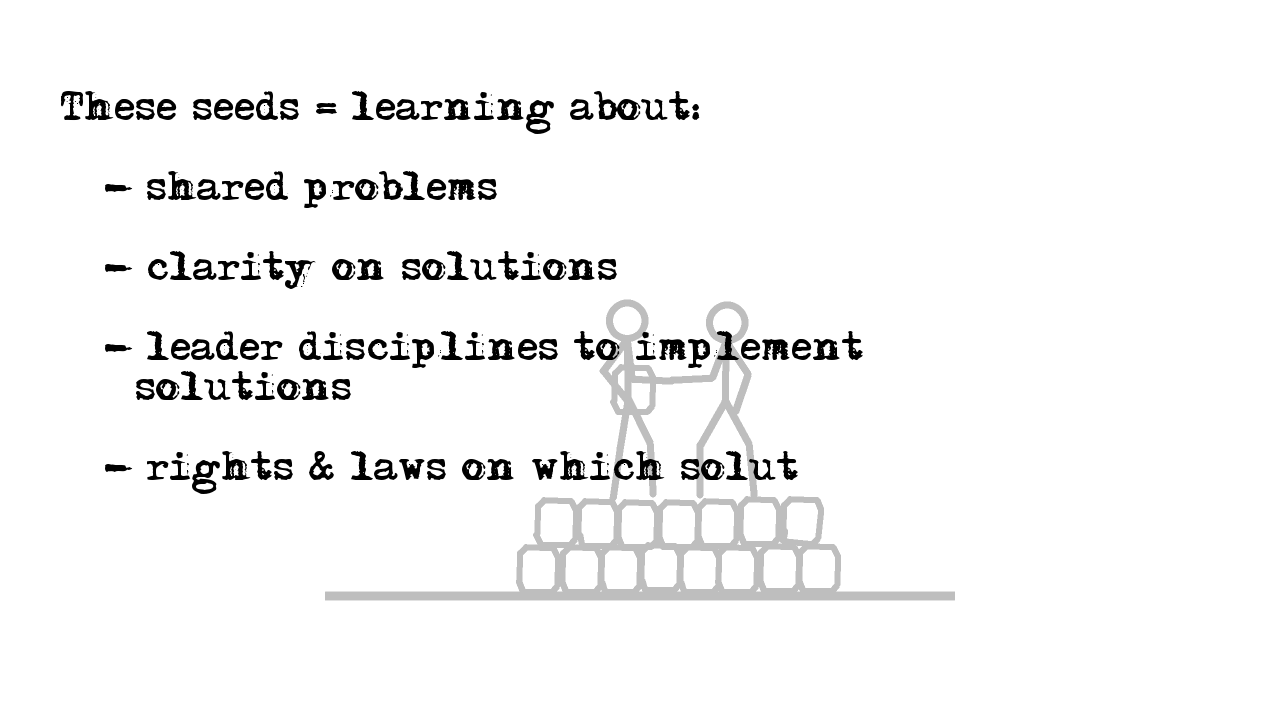 These seeds = learning about:
- shared problems
- clarity on solutions
- leader disciplines to implement
solutions
- rights & laws on which solut